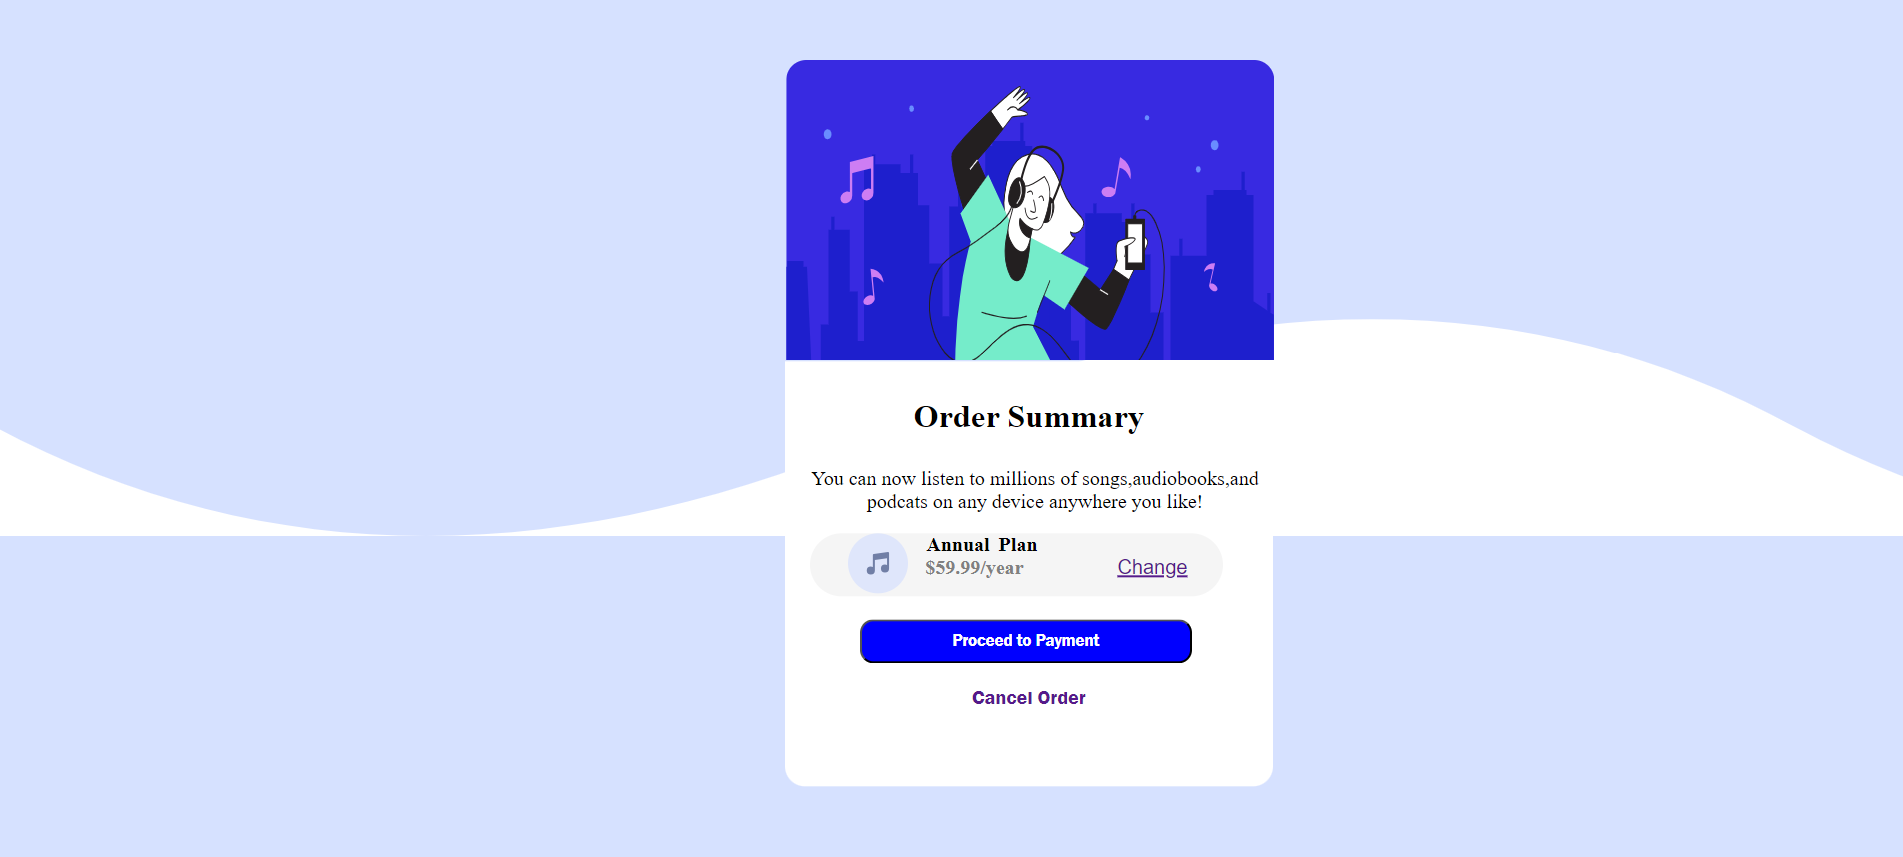 Order Summary
You can now listen to millions of songs,audiobooks,and
podcats on any device anywhere you like!
Annual Plan
$59.99/year
Change
Proceed to Payment
Cancel Order